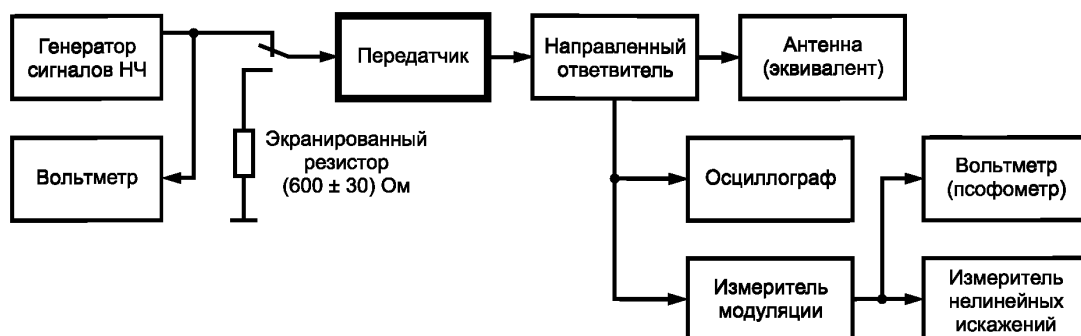 Генератор
сигналов НЧ
Передатчик
Направленный
ответвитель
Антенна
(эквивалент)
Вольтметр
Экранированный
резистор
(600 ± 30) Ом
Осциллограф
Вольтметр
(псофометр)
Измеритель
модуляции
Измеритель
нелинейных
искажений